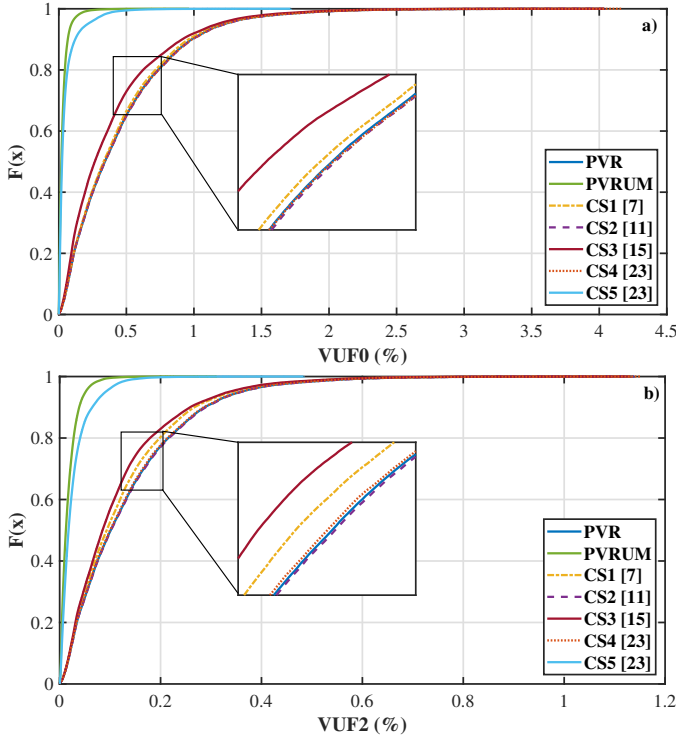 a)
1
0.8
0.6
0.4
0.2
0
F(x)
PVR
PVRUM
CS1 [7]
CS2 [11]
CS3 [15]
CS4 [23]
CS5 [23]
0 0.5 1 1.5 2 2.5 3 3.5 4 4.5
VUF0 (%)
b)
1
0.8
0.6
0.4
0.2
0
F(x)
PVR
PVRUM
CS1 [7]
CS2 [11]
CS3 [15]
CS4 [23]
CS5 [23]
0 0.2 0.4 0.6 0.8 1 1.2
VUF2 (%)